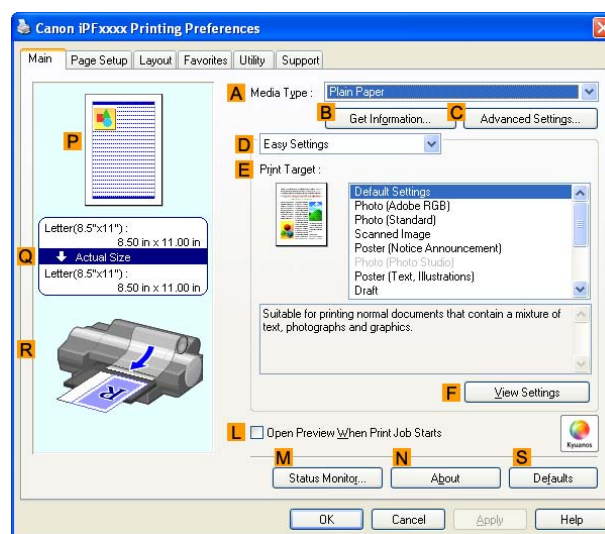 Canon iPFxxxx Printing Preferences
Main Page Setup Layout Favorites Utility Support
A Media Type : Plain Paper
B C
Get Information... Advanced Settings...
D Easy Settings
E Print Target :
P
Default Settings
Photo (Adobe RGB)
Photo (Standard)
Scanned Image
Poster (Notice Announcement)
Photo (Photo Studio)
Poster (Text, Illustrations)
Draft
Letter(8.5"x11") :
8.50 in x 11.00 in
Q Actual Size
Letter(8.5"x11") :
8.50 in x 11.00 in
Suitable for printing normal documents that contain a mixture of
text, photographs and graphics.
R
R
F View Settings
L Open Preview When Print Job Starts
Kyuanos
M N S
Status Monitor... About Defaults
OK Cancel Apply Help